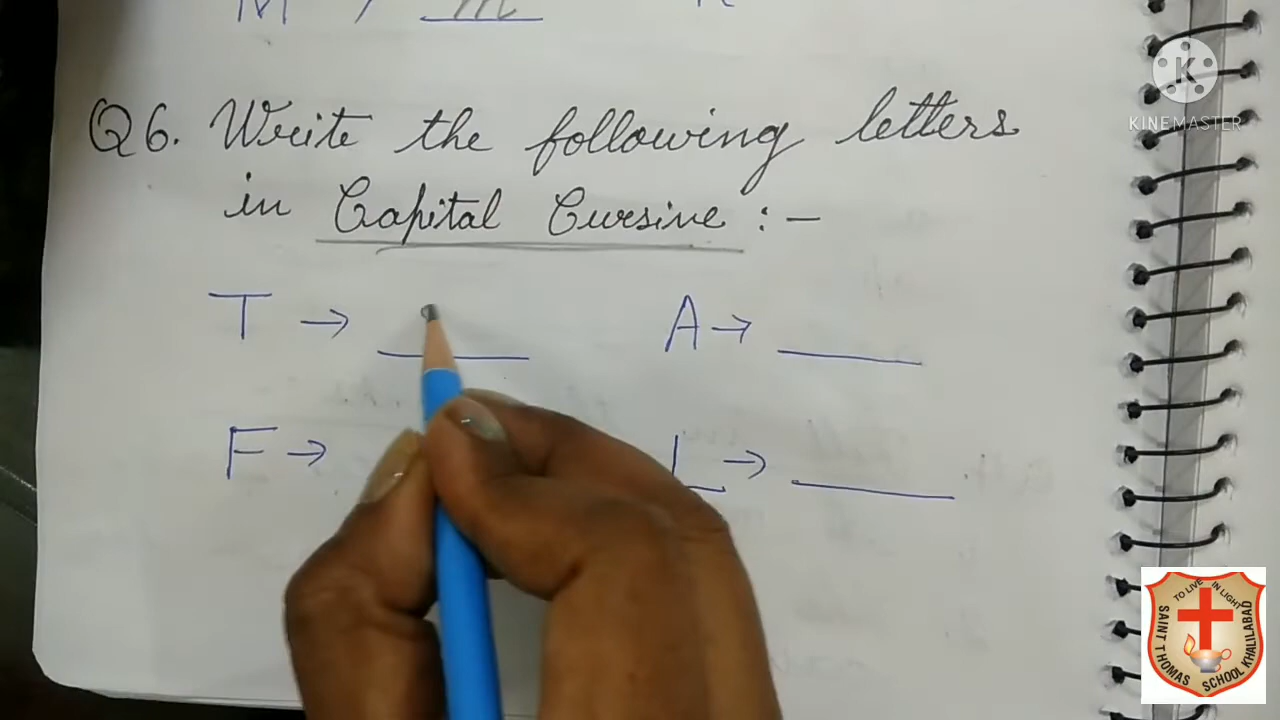 M → m
Q6. Write the following letters
in Capital Cursive : –
T → A →
F → L →
KINEMASTER
TO LIVE IN LIGHT
SAINT THOMAS SCHOOL KHALILABAD